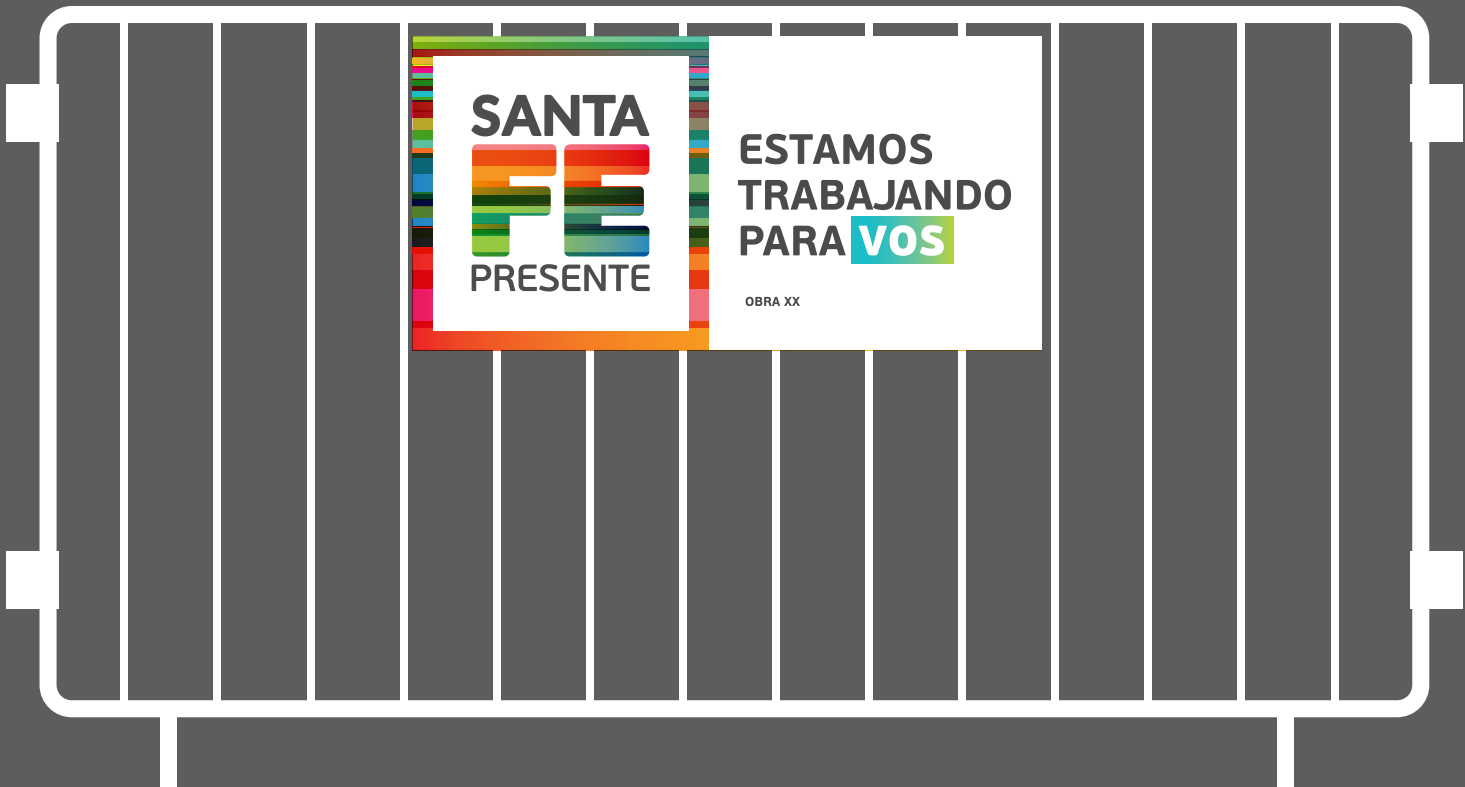 SANTA
FE
PRESENTE
ESTAMOS
TRABAJANDO
PARA VOS
OBRA XX